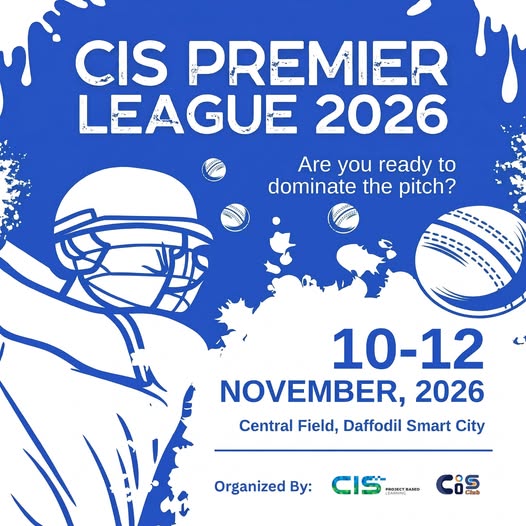 CIS PREMIER
LEAGUE 2026
Are you ready to
dominate the pitch?
10-12
NOVEMBER, 2026
Central Field, Daffodil Smart City
Organized By:
CIS
PROJECT BASED
LEARNING
CIS
Club